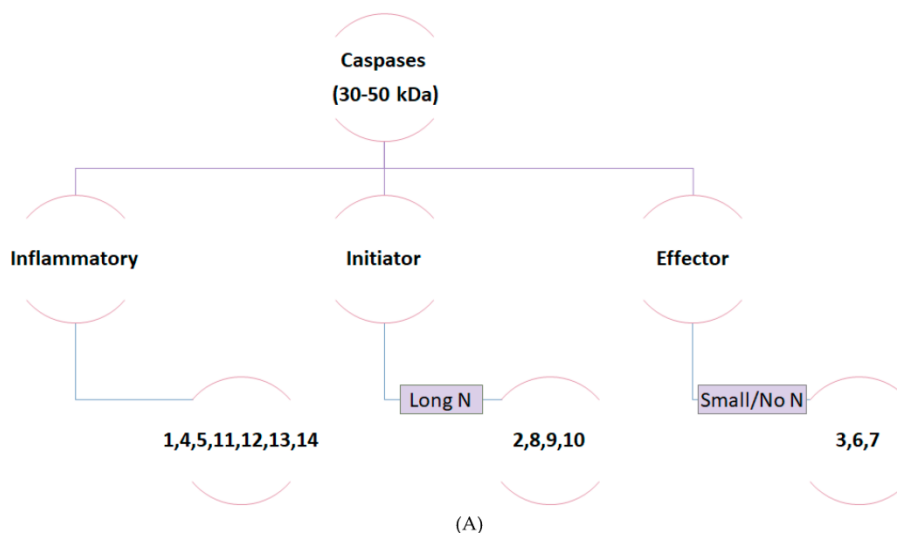 Caspases
(30-50 kDa)
Inflammatory
Initiator
Effector
Long N
Small/No N
1,4,5,11,12,13,14
2,8,9,10
3,6,7
(A)